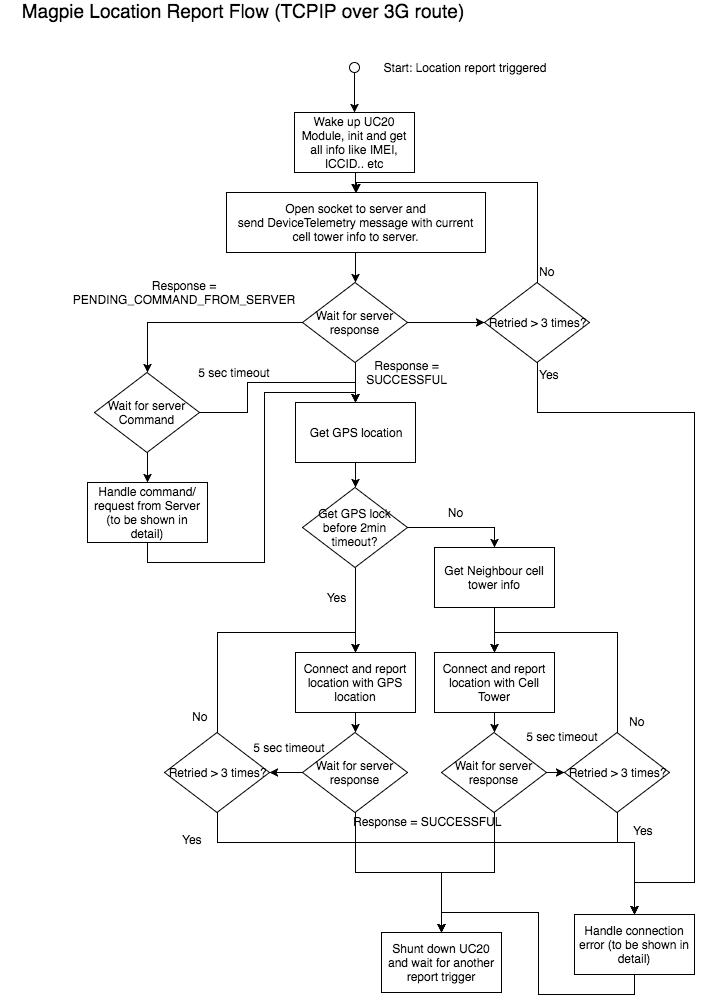 Magpie Location Report Flow (TCPIP over 3G route)
Start: Location report triggered
Wake up UC20
Module, init and get
all info like IMEI,
ICCID.. etc
Open socket to server and
send DeviceTelemetry message with current
cell tower info to server.
No
Response =
PENDING_COMMAND_FROM_SERVER
Wait for server
response
Retried > 3 times?
Yes
5 sec timeout
Response =
SUCCESSFUL
Wait for server
Command
Get GPS location
Handle command/
request from Server
(to be shown in
detail)
Get GPS lock
before 2min
timeout?
No
Get Neighbour cell
tower info
Yes
Connect and report
location with GPS
location
Connect and report
location with Cell
Tower
No
No
5 sec timeout
5 sec timeout
Retried > 3 times?
Wait for server
response
Wait for server
response
Retried > 3 times?
Response = SUCCESSFUL
Yes
Yes
Shunt down UC20
and wait for another
report trigger
Handle connection
error (to be shown in
detail)